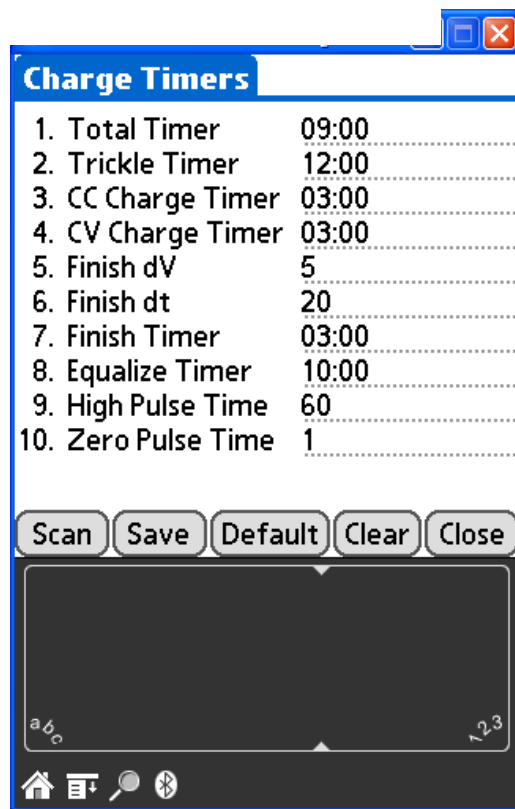 Charge Timers
1. Total Timer 09:00
2. Trickle Timer 12:00
3. CC Charge Timer 03:00
4. CV Charge Timer 03:00
5. Finish dV 5
6. Finish dt 20
7. Finish Timer 03:00
8. Equalize Timer 10:00
9. High Pulse Time 60
10. Zero Pulse Time 1
Scan Save Default Clear Close
abc 123